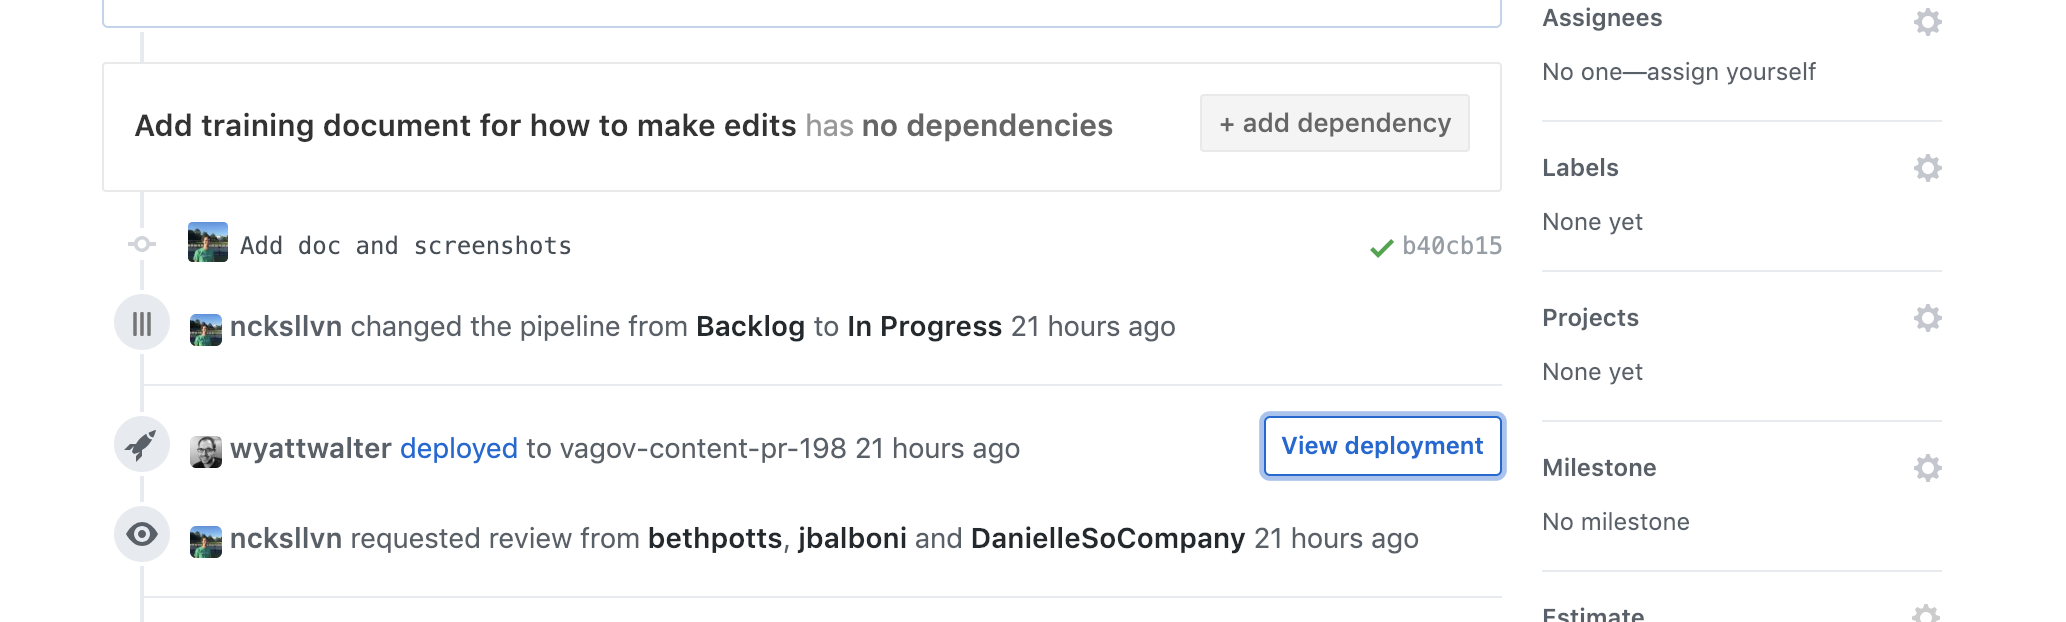 Add training document for how to make edits has no dependencies
+ add dependency
Add doc and screenshots
b40cb15
ncksllvn changed the pipeline from Backlog to In Progress 21 hours ago
wyattwalter deployed to vagov-content-pr-198 21 hours ago
View deployment
ncksllvn requested review from bethpotts, jbalboni and DanielleSoCompany 21 hours ago
Assignees
No one—assign yourself
Labels
None yet
Projects
None yet
Milestone
No milestone
Estimate